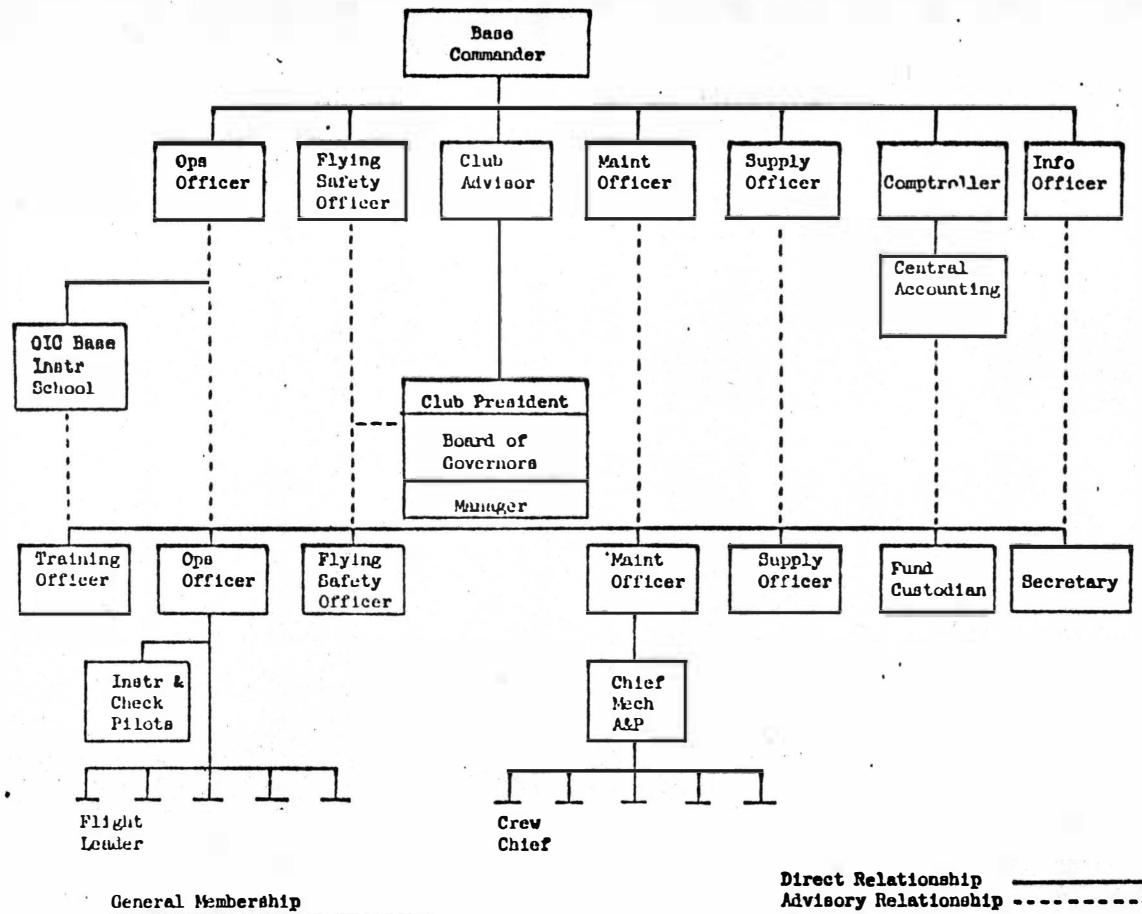 Base
Commander
Ops
Officer
Flying
Safety
Officer
Club
Advisor
Maint
Officer
Supply
Officer
Comptroller
Info
Officer
Central
Accounting
OIC Base
Instr
School
Club President
Board of
Governors
Manager
Training
Officer
Ops
Officer
Flying
Safety
Officer
Maint
Officer
Supply
Officer
Fund
Custodian
Secretary
Instr &
Check
Pilots
Chief
Mech
A&P
Flight
Leader
Crew
Chief
General Membership
Direct Relationship
Advisory Relationship